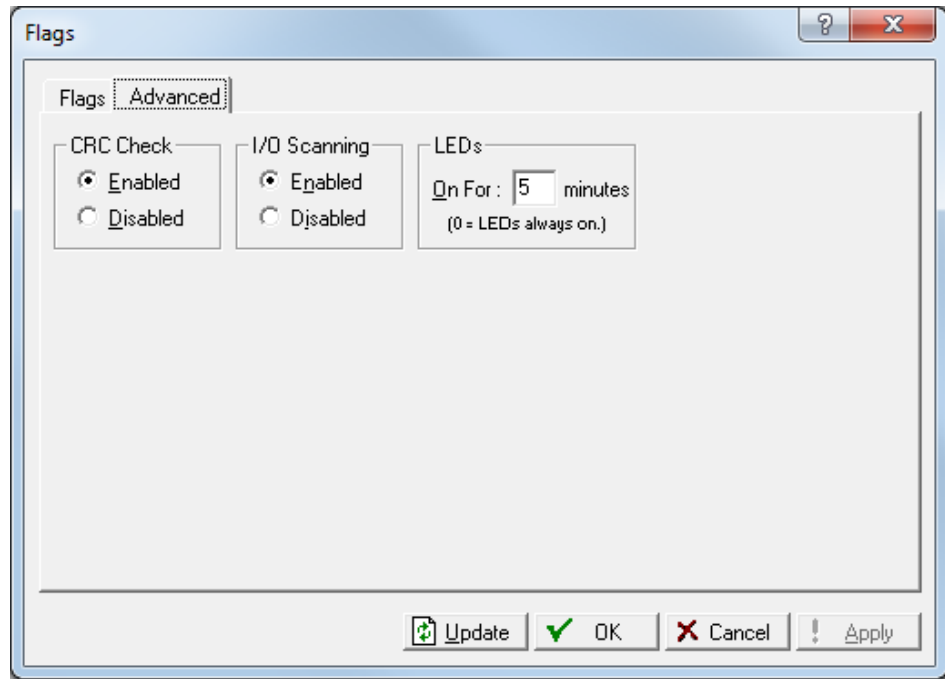 Flags
Flags Advanced
CRC Check I/O Scanning LEDs
Enabled Enabled On For : 5 minutes
Disabled Disabled (0 = LEDs always on.)
Update OK Cancel Apply